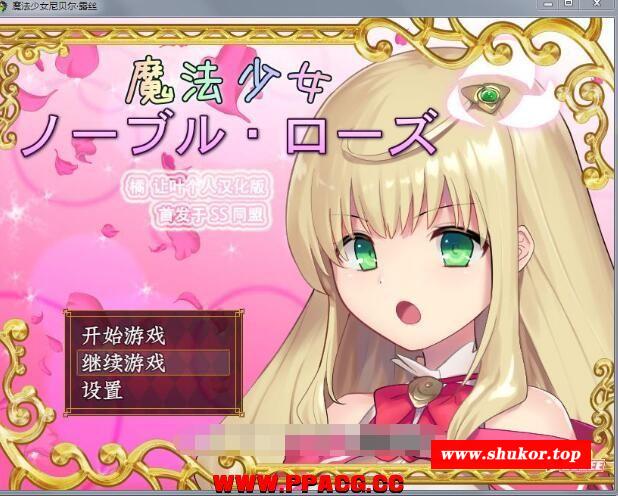 魔法少女尼贝尔·露丝
魔法少女
ノーブル・ローズ
橘 让叶个人汉化版
首发于SS同盟
开始游戏
继续游戏
设置
www.shukor.top
WWW.PPACG.CC